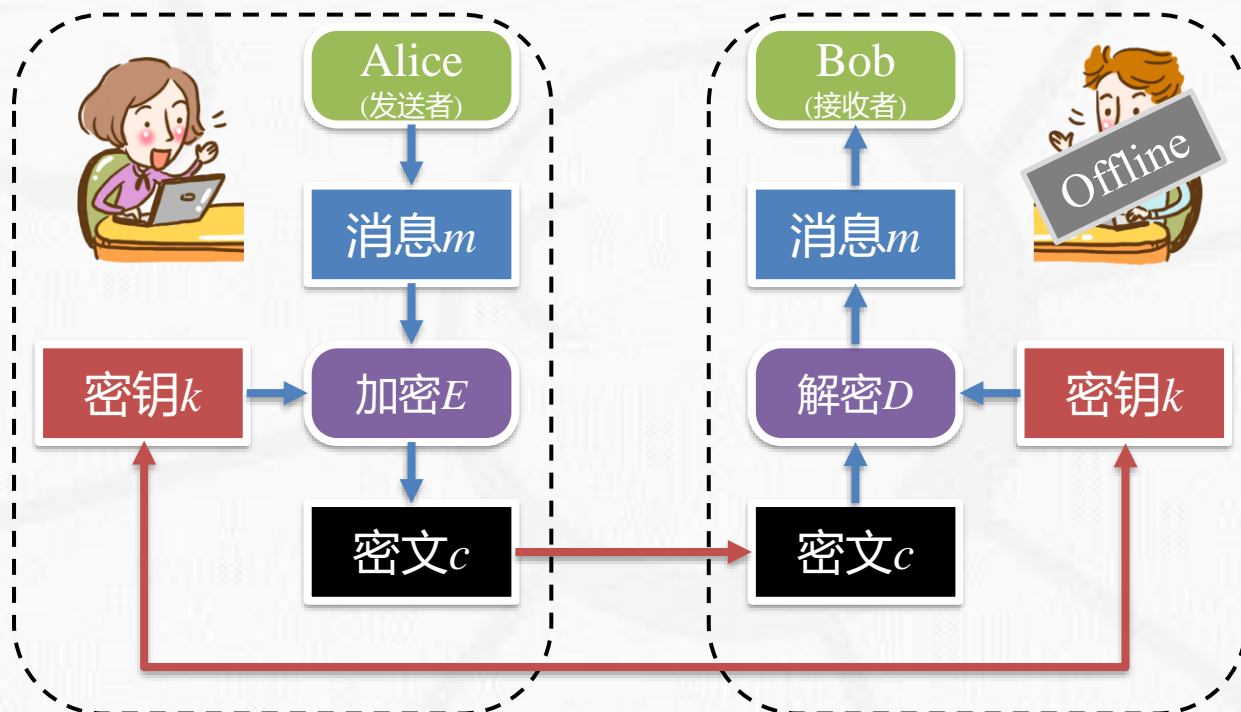 Alice
(发送者)
消息m
密钥k
加密E
密文c
Bob
(接收者)
Offline
消息m
解密D
密钥k
密文c